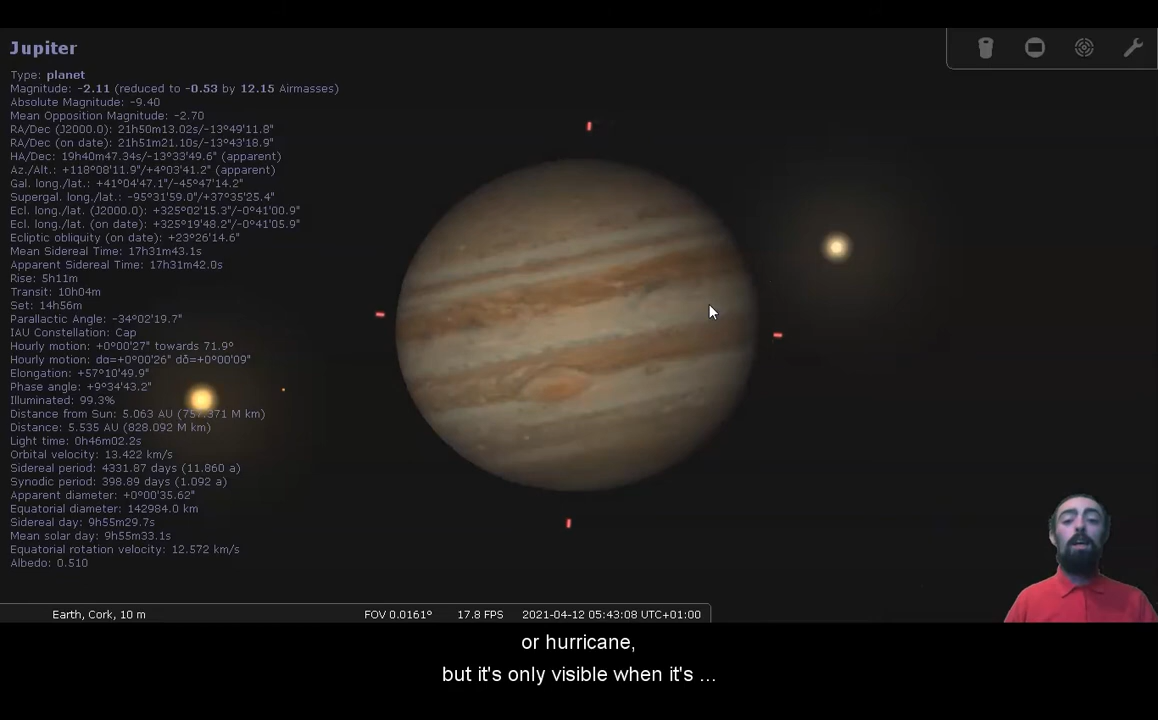 Jupiter
Type: planet
Magnitude: -2.11 (reduced to -0.53 by 12.15 Airmasses)
Absolute Magnitude: -9.40
Mean Opposition Magnitude: -2.70
RA/Dec (J2000.0): 21h50m13.02s/-13°49'11.8"
RA/Dec (on date): 21h51m21.10s/-13°43'18.9"
HA/Dec: 19h40m47.34s/-13°33'49.6" (apparent)
Az./Alt.: +118°08'11.9"/+4°03'41.2" (apparent)
Gal. long./lat.: +41°04'47.1"/-45°47'14.2"
Supergal. long./lat.: -95°31'59.0"/+37°35'25.4"
Ecl. long./lat. (J2000.0): +325°02'15.3"/-0°41'00.9"
Ecl. long./lat. (on date): +325°19'48.2"/-0°41'05.9"
Ecliptic obliquity (on date): +23°26'14.6"
Mean Sidereal Time: 17h31m43.1s
Apparent Sidereal Time: 17h31m42.0s
Rise: 5h11m
Transit: 10h04m
Set: 14h56m
Parallactic Angle: -34°02'19.7"
IAU Constellation: Cap
Hourly motion: +0°00'27" towards 71.9°
Hourly motion: dα=+0°00'26" dδ=+0°00'09"
Elongation: +57°10'49.9"
Phase angle: +9°34'43.2"
Illuminated: 99.3%
Distance from Sun: 5.063 AU (757.371 M km)
Distance: 5.535 AU (828.092 M km)
Light time: 0h46m02.2s
Orbital velocity: 13.422 km/s
Sidereal period: 4331.87 days (11.860 a)
Synodic period: 398.89 days (1.092 a)
Apparent diameter: +0°00'35.62"
Equatorial diameter: 142984.0 km
Sidereal day: 9h55m29.7s
Mean solar day: 9h55m33.1s
Equatorial rotation velocity: 12.572 km/s
Albedo: 0.510
Earth, Cork, 10 m FOV 0.0161° 17.8 FPS 2021-04-12 05:43:08 UTC+01:00
or hurricane,
but it's only visible when it's ...